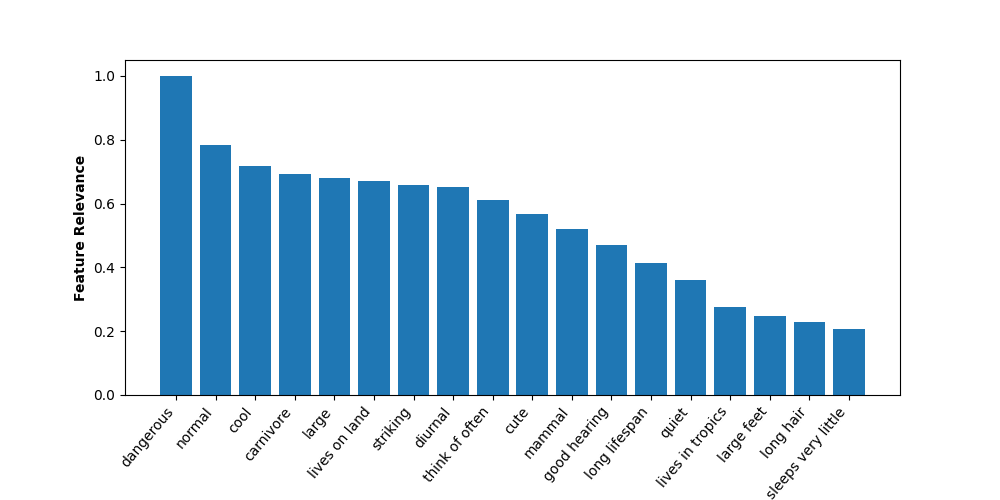 Feature Relevance
1.0
0.8
0.6
0.4
0.2
0.0
dangerous
normal
cool
carnivore
large
lives on land
striking
diurnal
think of often
cute
mammal
good hearing
long lifespan
quiet
lives in tropics
large feet
long hair
sleeps very little